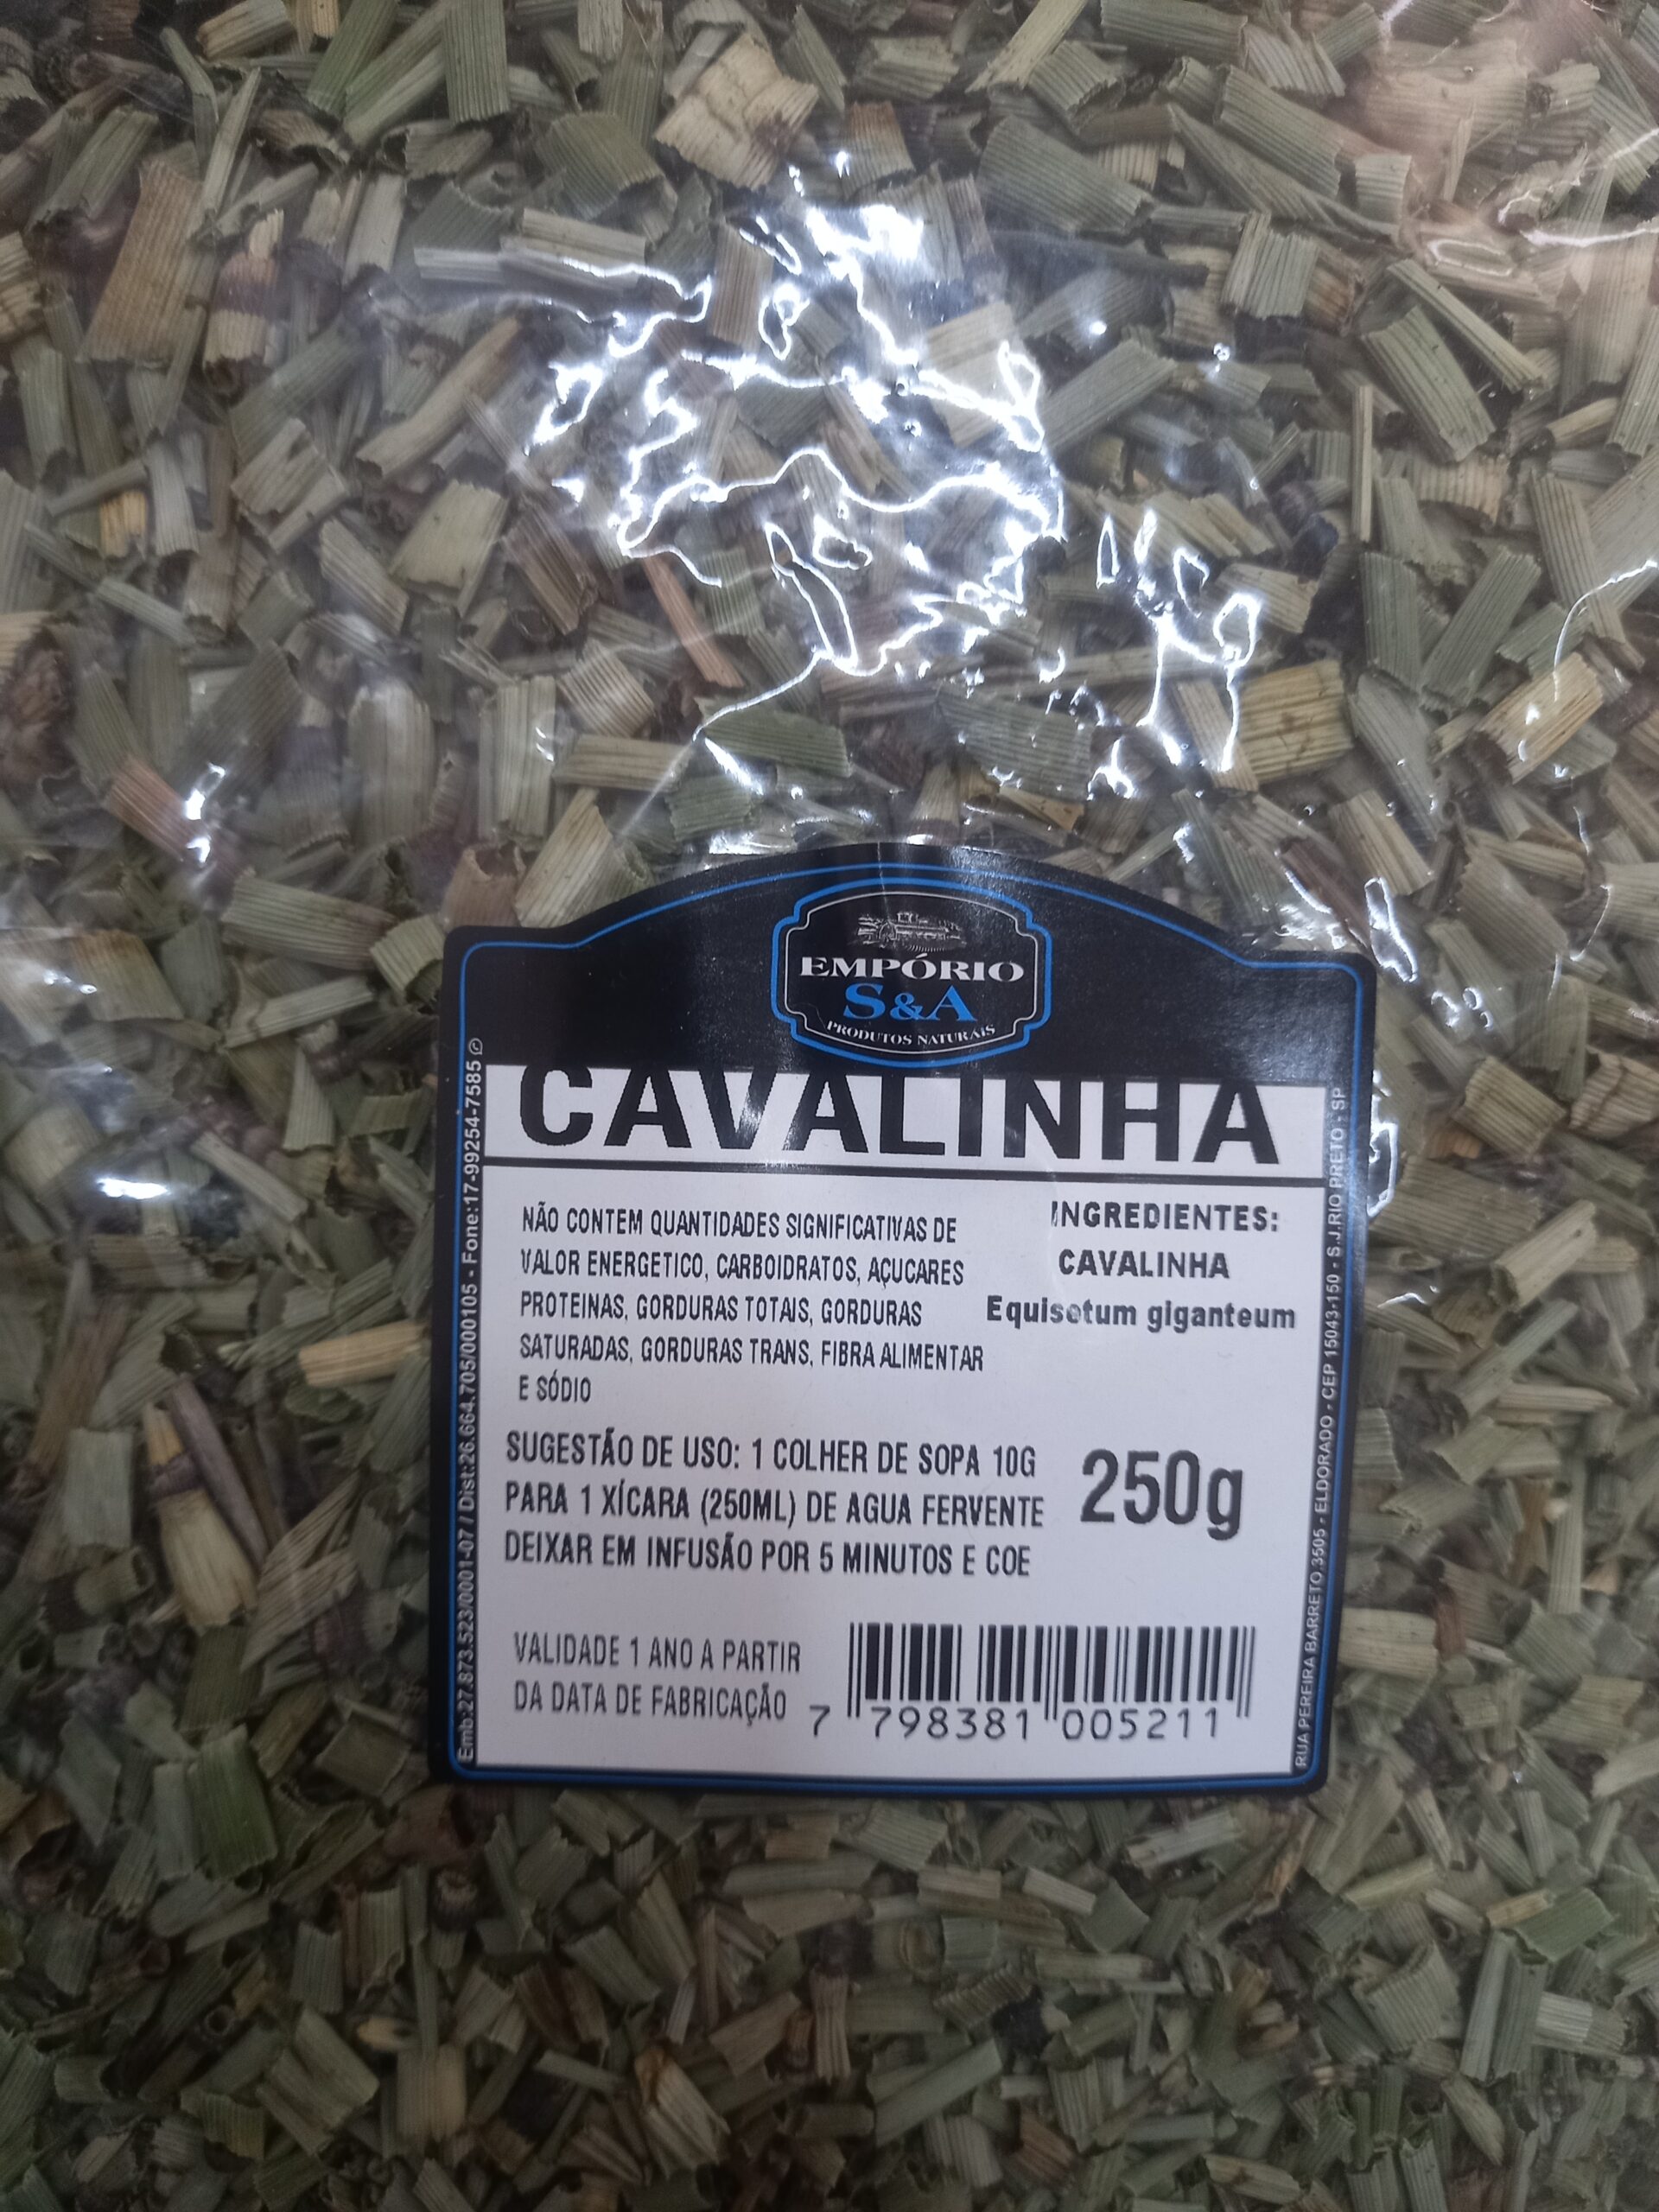 EMPÓRIO
S&A
PRODUTOS NATURAIS
CAVALINHA
NÃO CONTEM QUANTIDADES SIGNIFICATIVAS DE
VALOR ENERGETICO, CARBOIDRATOS, AÇUCARES
PROTEINAS, GORDURAS TOTAIS, GORDURAS
SATURADAS, GORDURAS TRANS, FIBRA ALIMENTAR
E SÓDIO
INGREDIENTES:
CAVALINHA
Equisetum giganteum
SUGESTÃO DE USO: 1 COLHER DE SOPA 10G
PARA 1 XÍCARA (250ML) DE AGUA FERVENTE
DEIXAR EM INFUSÃO POR 5 MINUTOS E COE
250g
VALIDADE 1 ANO A PARTIR
DA DATA DE FABRICAÇÃO
7 798381 005211
Emb:27.873.523/0001-07 / Dist:26.664.705/000105 - Fone:17-99254-7585
RUA PEREIRA BARRETO,3505 - ELDORADO - CEP 15043-150 - S.J.RIO PRETO - SP